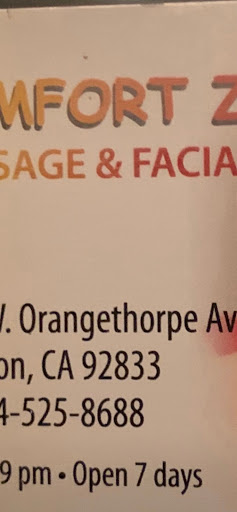 MFORT Z
SAGE & FACIA
. Orangethorpe Av
on, CA 92833
4-525-8688
9 pm • Open 7 days